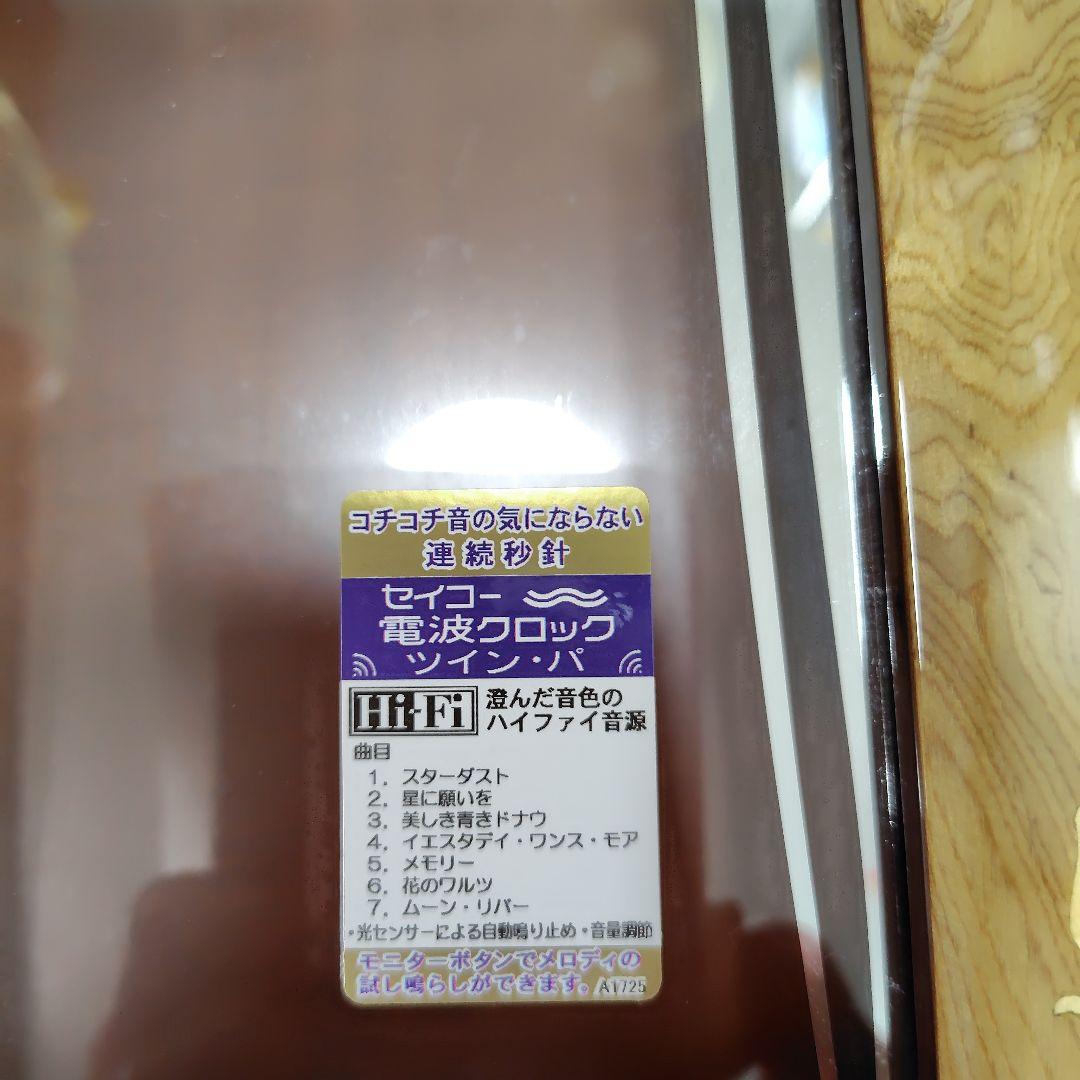 コチコチ音の気にならない
連続秒針
セイコー
電波クロック
ツイン・パ
Hi-Fi 澄んだ音色の
ハイファイ音源
曲目
1. スターダスト
2. 星に願いを
3. 美しき青きドナウ
4. イエスタデイ・ワンス・モア
5. メモリー
6. 花のワルツ
7. ムーン・リバー
・光センサーによる自動鳴り止め・音量調節
モニターボタンでメロディの
試し鳴らしができます。 A1725